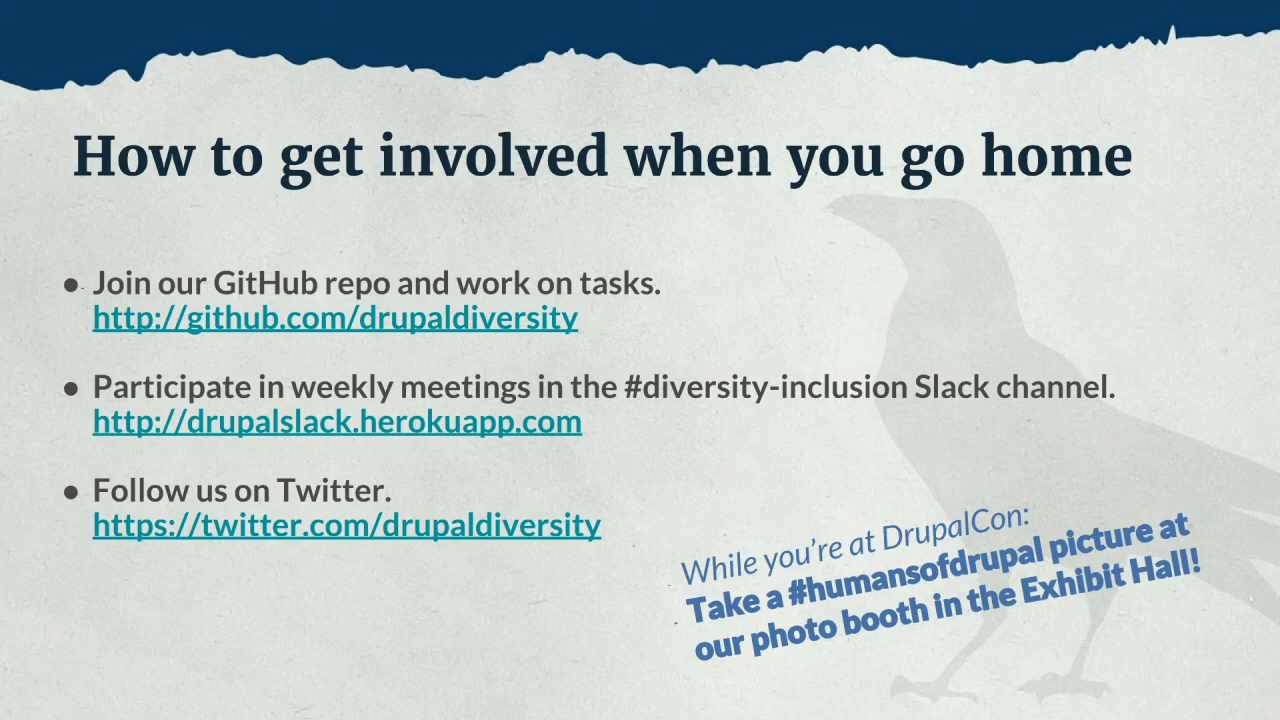 How to get involved when you go home
● Join our GitHub repo and work on tasks.
http://github.com/drupaldiversity
● Participate in weekly meetings in the #diversity-inclusion Slack channel.
http://drupalslack.herokuapp.com
● Follow us on Twitter.
https://twitter.com/drupaldiversity
While you’re at DrupalCon:
Take a #humansofdrupal picture at
our photo booth in the Exhibit Hall!